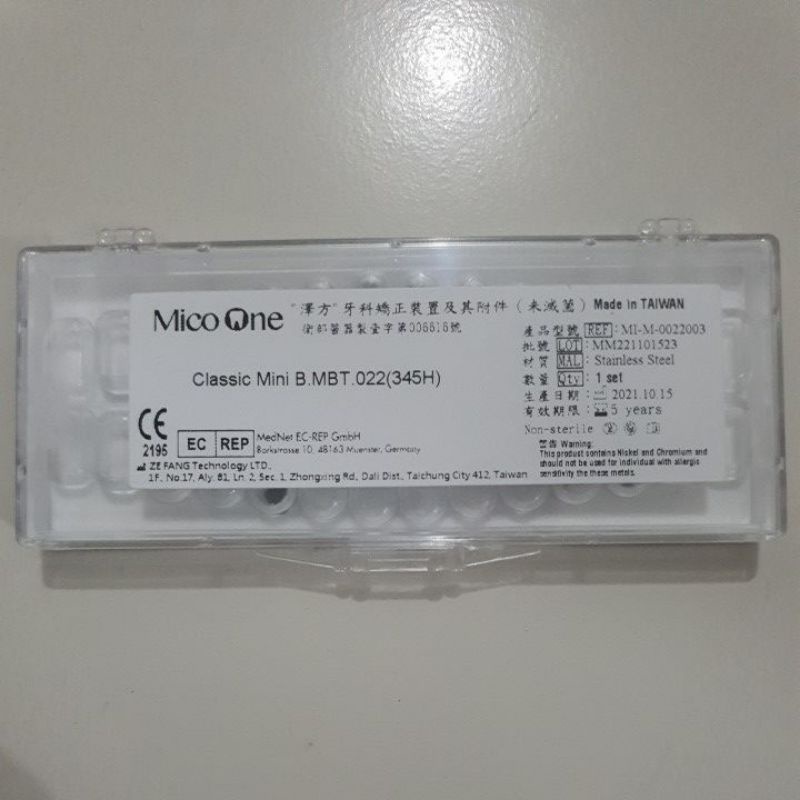 Mico One
"澤方"牙科矯正裝置及其附件（未滅菌）Made in TAIWAN
衛部醫器製壹字第006616號
產品型號 REF : MI-M-0022003
批號 LOT : MM221101523
材質 MAL : Stainless Steel
數量 Qty : 1 set
生產日期 : 2021.10.15
有效期限 : 5 years
Non-sterile
Classic Mini B.MBT.022(345H)
CE
2195
EC REP
MedNet EC-REP GmbH
Borkstrasse 10, 48163 Muenster, Germany
ZE FANG Technology LTD.,
1F., No.17, Aly. 81, Ln. 2, Sec. 1, Zhongxing Rd., Dali Dist., Taichung City 412, Taiwan
警告 Warning:
This product contains Nickel and Chromium and
should not be used for individual with allergic
sensitivity the these metals.